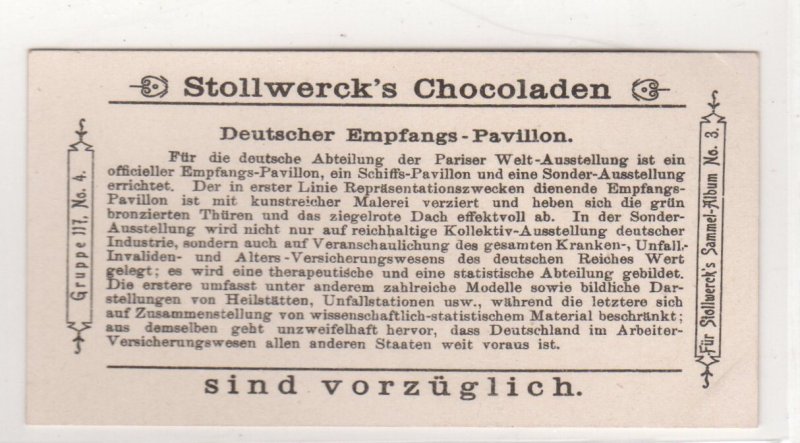 Stollwerck's Chocoladen
Deutscher Empfangs-Pavillon.
Für die deutsche Abteilung der Pariser Welt-Ausstellung ist ein
officieller Empfangs-Pavillon, ein Schiffs-Pavillon und eine Sonder-Ausstellung
errichtet. Der in erster Linie Repräsentationszwecken dienende Empfangs-
Pavillon ist mit kunstreicher Malerei verziert und heben sich die grün
bronzierten Thüren und das ziegelrote Dach effektvoll ab. In der Sonder-
Ausstellung wird nicht nur auf reichhaltige Kollektiv-Ausstellung deutscher
Industrie, sondern auch auf Veranschaulichung des gesamten Kranken-, Unfall-
Invaliden- und Alters-Versicherungswesens des deutschen Reiches Wert
gelegt; es wird eine therapeutische und eine statistische Abteilung gebildet.
Die erstere umfasst unter anderem zahlreiche Modelle sowie bildliche Dar-
stellungen von Heilstätten, Unfallstationen usw., während die letztere sich
auf Zusammenstellung von wissenschaftlich-statistischem Material beschränkt;
aus demselben geht unzweifelhaft hervor, dass Deutschland im Arbeiter-
Versicherungswesen allen anderen Staaten weit voraus ist.
sind vorzüglich.
Gruppe 117, No. 4.
Für Stollwerck's Sammel-Album No. 3.